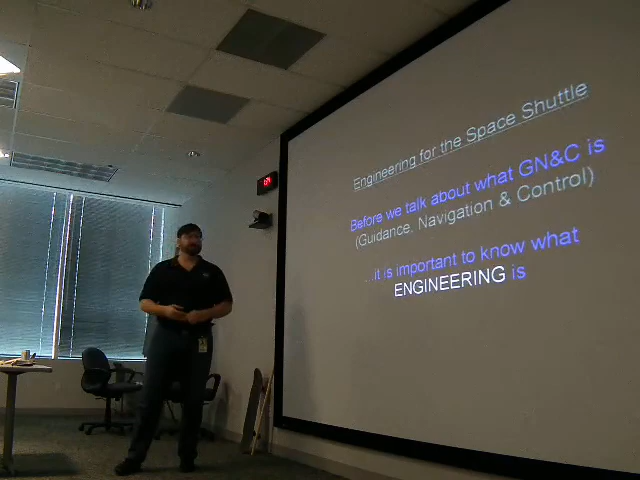 Engineering for the Space Shuttle
Before we talk about what GN&C is
(Guidance, Navigation & Control)
it is important to know what
ENGINEERING is